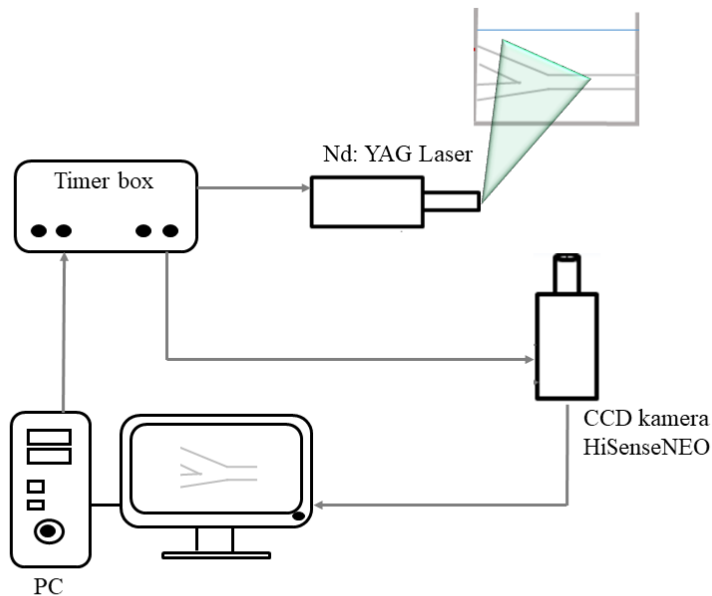 Nd: YAG Laser
Timer box
CCD kamera
HiSenseNEO
PC